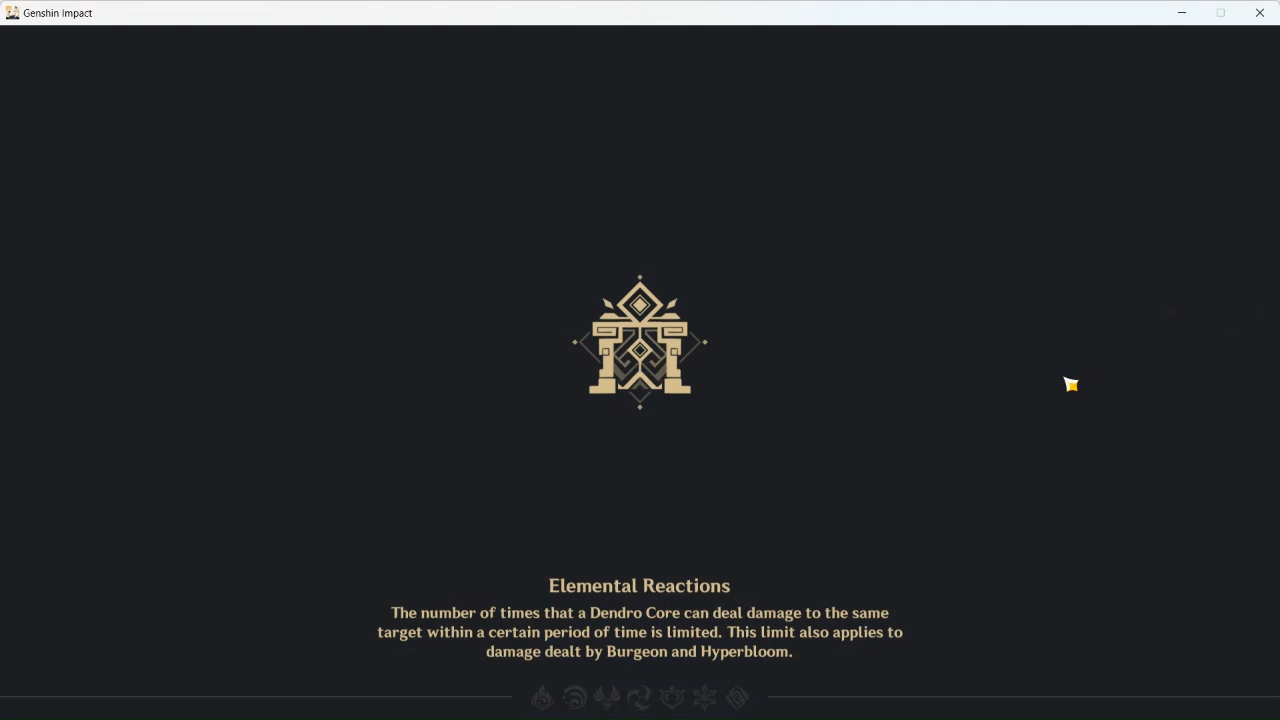 Genshin Impact
Elemental Reactions
The number of times that a Dendro Core can deal damage to the same
target within a certain period of time is limited. This limit also applies to
damage dealt by Burgeon and Hyperbloom.